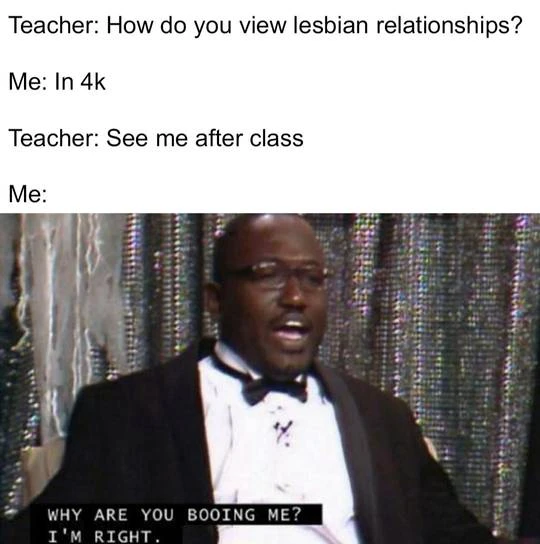 Teacher: How do you view lesbian relationships?
Me: In 4k
Teacher: See me after class
Me:
WHY ARE YOU BOOING ME?
I'M RIGHT.